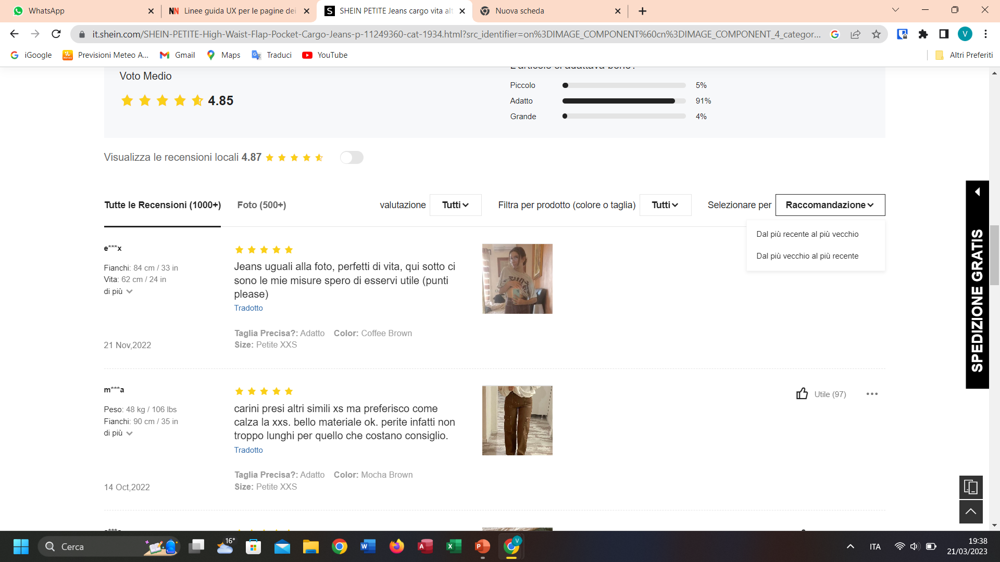 WhatsApp
Linee guida UX per le pagine dei
SHEIN PETITE Jeans cargo vita alt
Nuova scheda
it.shein.com/SHEIN-PETITE-High-Waist-Flap-Pocket-Cargo-Jeans-p-11249360-cat-1934.html?src_identifier=on%3DIMAGE_COMPONENT%60cn%3DIMAGE_COMPONENT_4_categor...
V
iGoogle
Previsioni Meteo A...
Gmail
Maps
Traduci
YouTube
Altri Preferiti
L'articolo si adattava bene?
Voto Medio
4.85
Piccolo 5%
Adatto 91%
Grande 4%
Visualizza le recensioni locali 4.87
Tutte le Recensioni (1000+)
Foto (500+)
valutazione Tutti
Filtra per prodotto (colore o taglia) Tutti
Selezionare per Raccomandazione
Dal più recente al più vecchio
Dal più vecchio al più recente
e***x
Fianchi: 84 cm / 33 in
Vita: 62 cm / 24 in
di più
21 Nov,2022
Jeans uguali alla foto, perfetti di vita, qui sotto ci
sono le mie misure spero di esservi utile (punti
please)
Tradotto
Taglia Precisa?: Adatto Color: Coffee Brown
Size: Petite XXS
m***a
Peso: 48 kg / 106 lbs
Fianchi: 90 cm / 35 in
di più
14 Oct,2022
carini presi altri simili xs ma preferisco come
calza la xxs. bello materiale ok. perite infatti non
troppo lunghi per quello che costano consiglio.
Tradotto
Taglia Precisa?: Adatto Color: Mocha Brown
Size: Petite XXS
Utile (97)
SPEDIZIONE GRATIS
Cerca
16°
ITA
19:38
21/03/2023